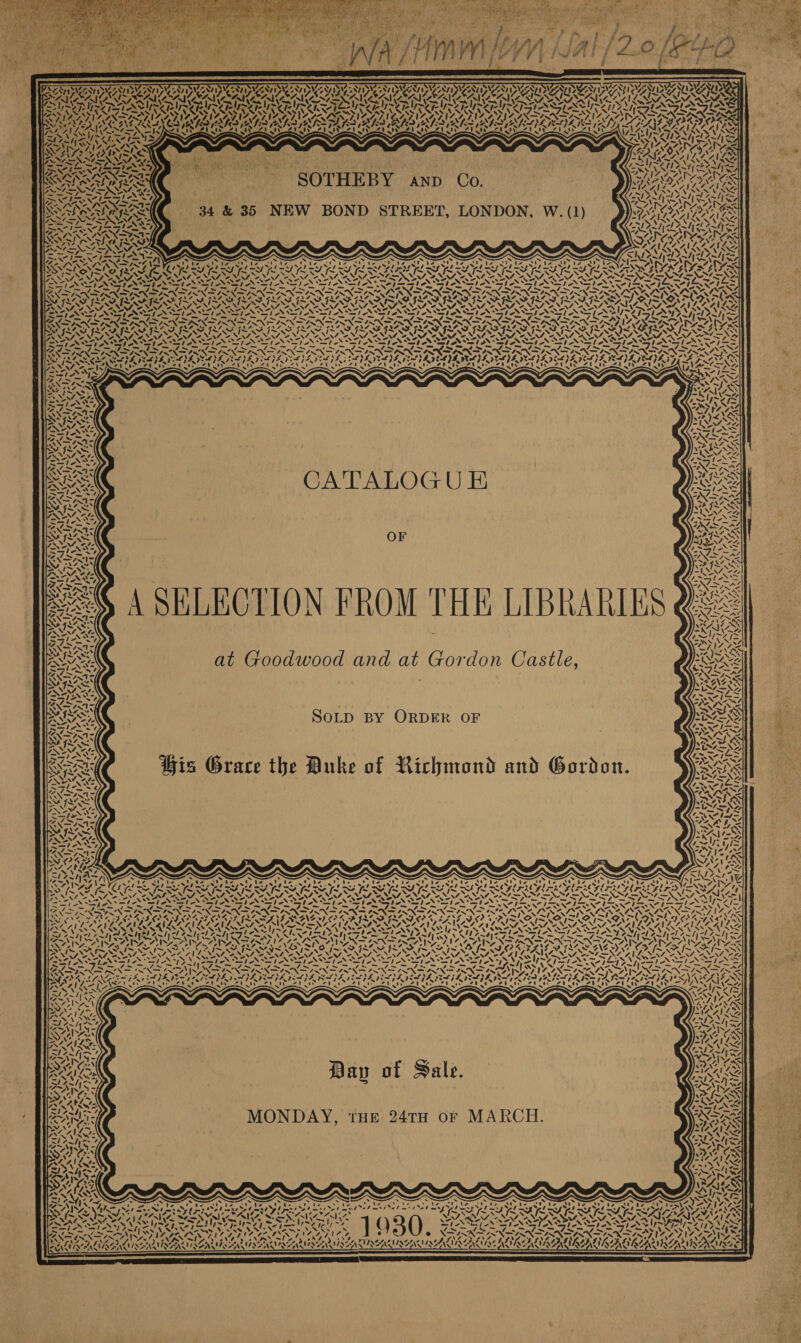 SOTHEBY AND Co.
34 & 35 NEW BOND STREET, LONDON, W.(1)
CATALOGUE
OF
A SELECTION FROM THE LIBRARIES
at Goodwood and at Gordon Castle,
SOLD BY ORDER OF
His Grace the Duke of Richmond and Gordon.
Day of Sale.
MONDAY, THE 24TH OF MARCH.
1930.